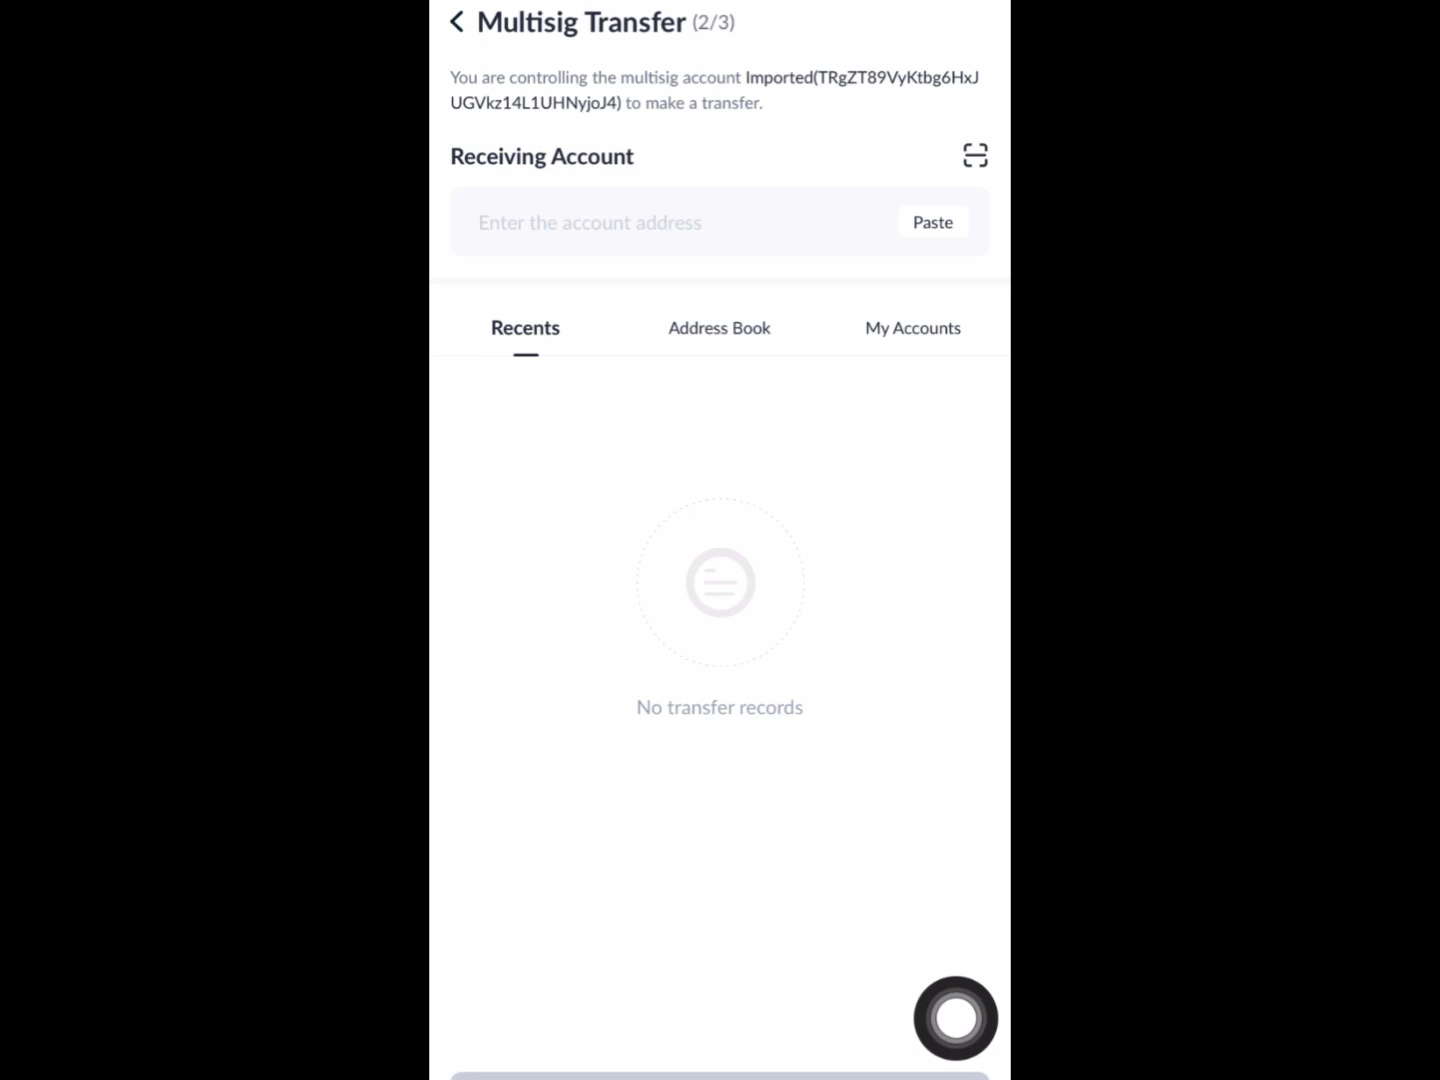 Multisig Transfer (2/3)
You are controlling the multisig account Imported(TRgZT89VyKtbg6HxJ
UGVkz14L1UHNyjoJ4) to make a transfer.
Receiving Account
Enter the account address
Paste
Recents
Address Book
My Accounts
No transfer records